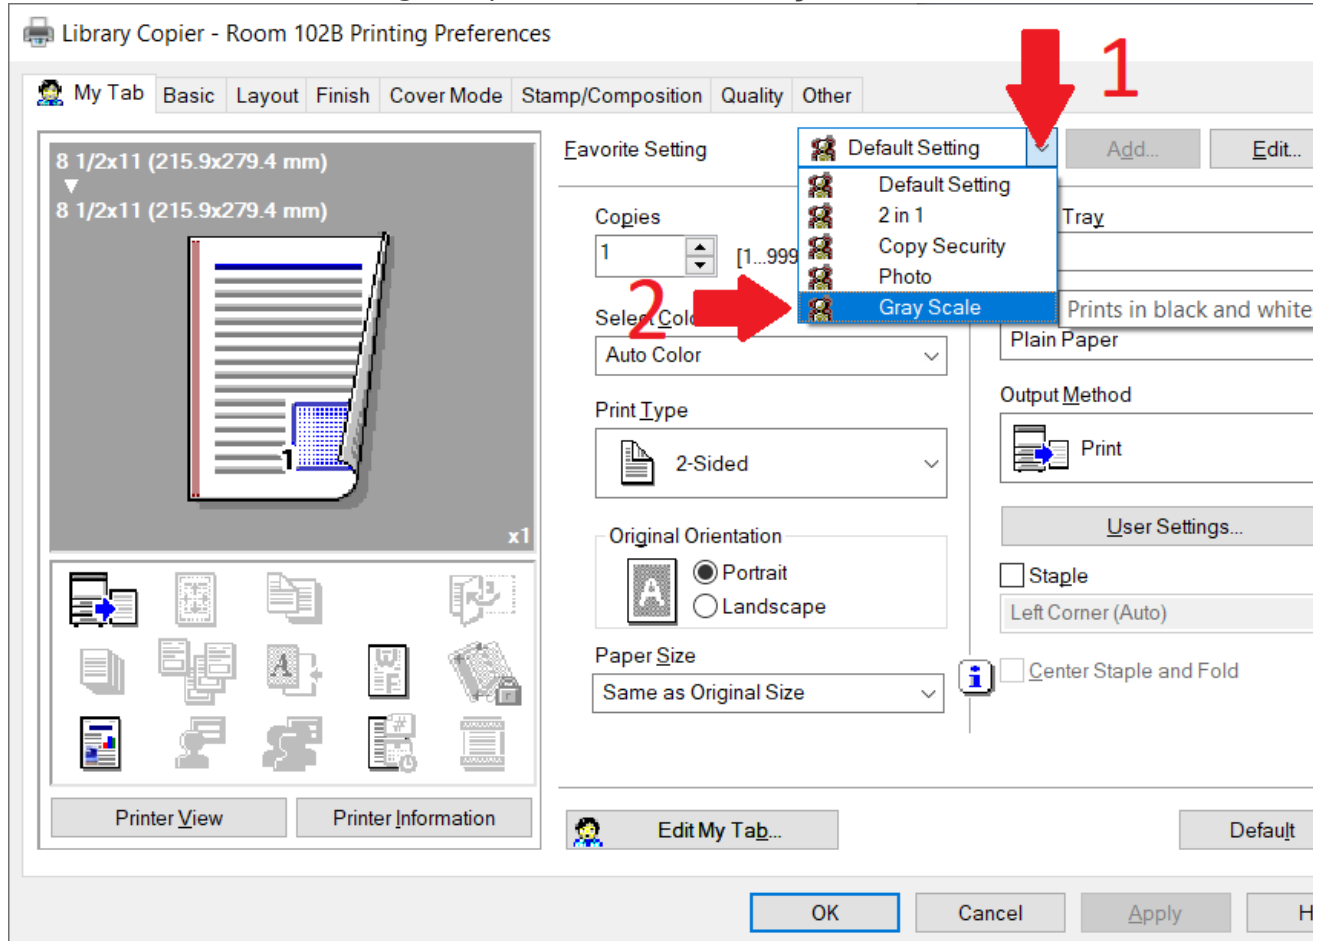 Library Copier - Room 102B Printing Preferences
1
My Tab Basic Layout Finish Cover Mode Stamp/Composition Quality Other
8 1/2x11 (215.9x279.4 mm)
8 1/2x11 (215.9x279.4 mm)
1
x1
Printer View Printer Information
Favorite Setting Default Setting Add... Edit...
Default Setting
2 in 1
Copy Security
Photo
Gray Scale
Prints in black and white
Copies
1 [1...999
2
Select
Auto Color
Print Type
2-Sided
Original Orientation
Portrait
Landscape
Paper Size
Same as Original Size
Tray
Plain Paper
Output Method
Print
User Settings...
Staple
Left Corner (Auto)
Center Staple and Fold
Edit My Tab... Default
OK Cancel Apply